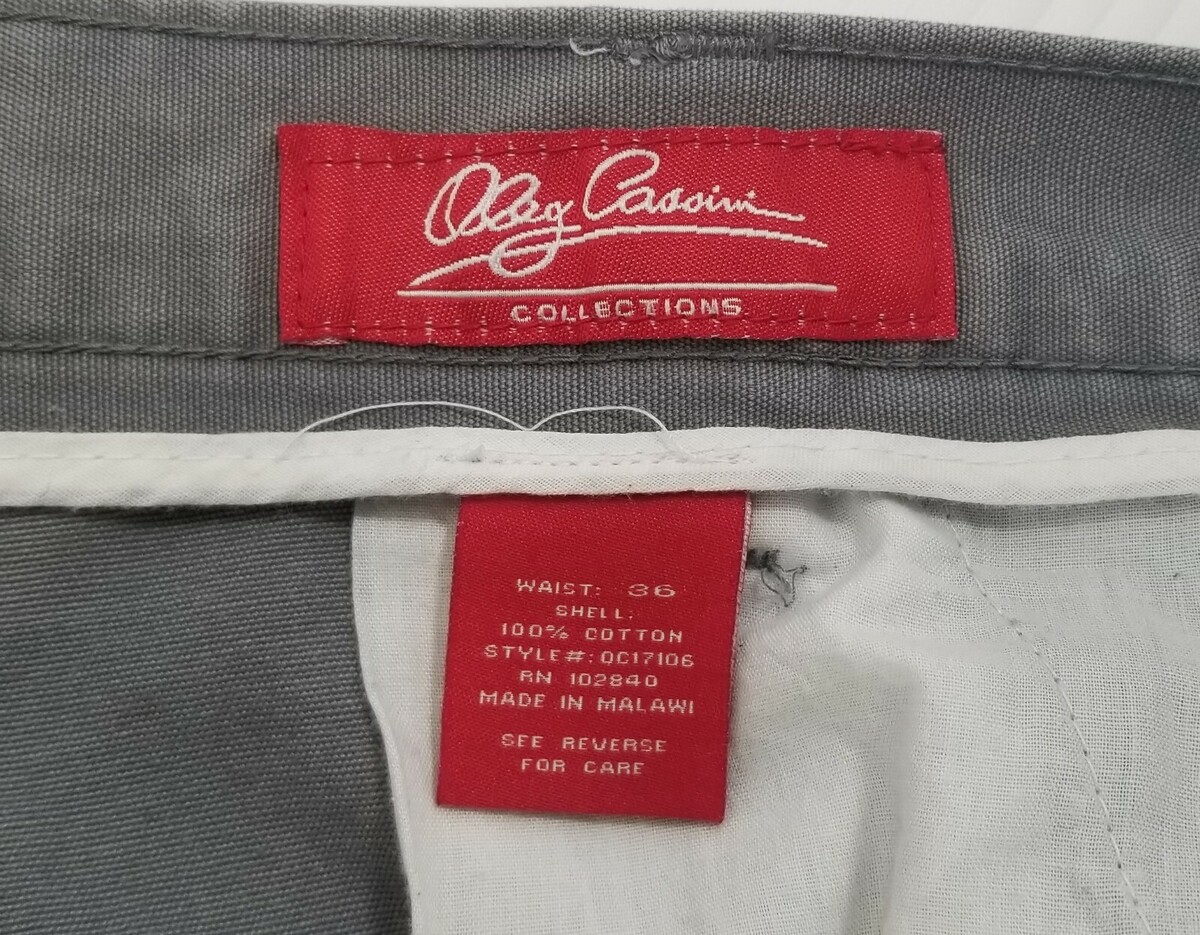 Oleg Cassini
COLLECTIONS
WAIST: 36
SHELL:
100% COTTON
STYLE#: OC17106
RN 102840
MADE IN MALAWI
SEE REVERSE
FOR CARE